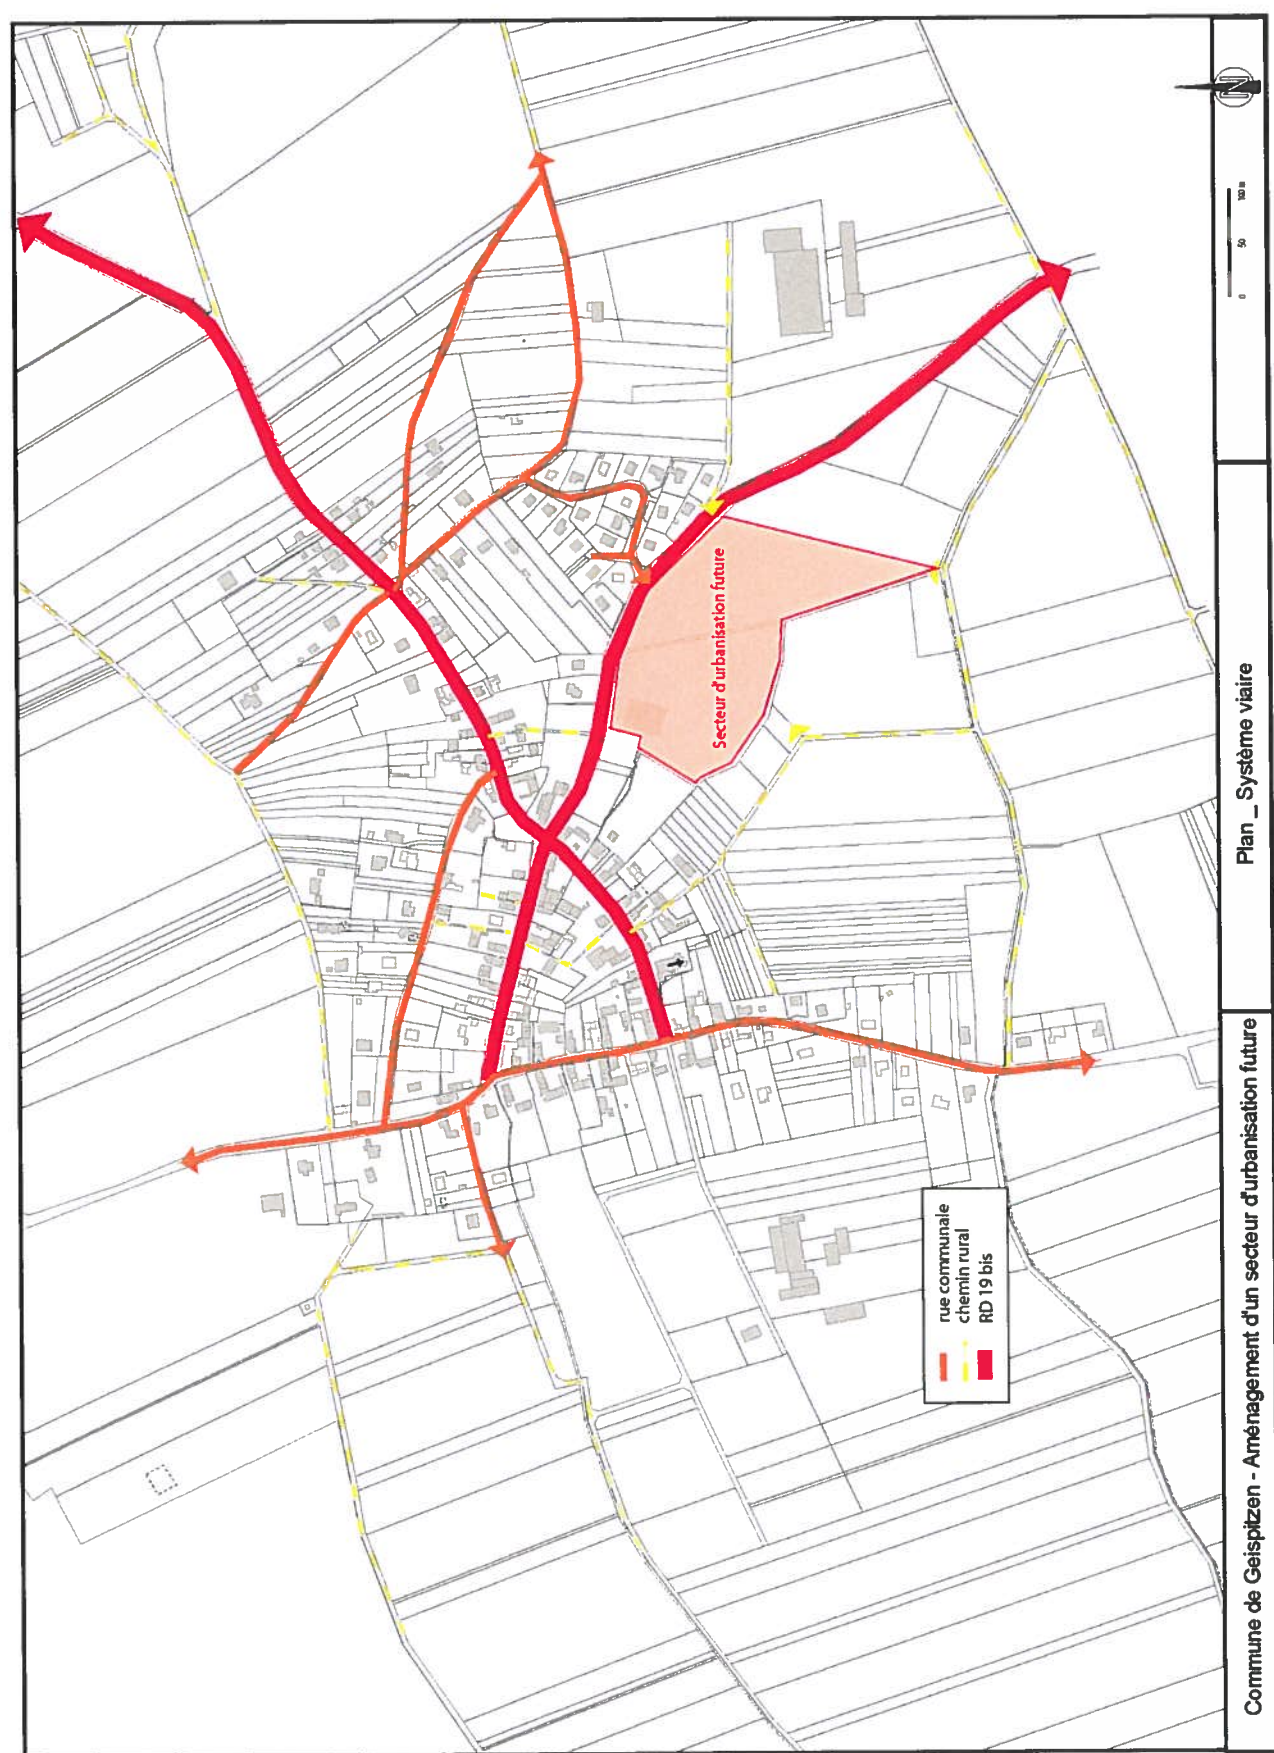 Secteur d'urbanisation future
rue communale
chemin rural
RD 19 bis
Commune de Geispitzen - Aménagement d'un secteur d'urbanisation future
Plan _ Système viaire
0 50 100 m
N